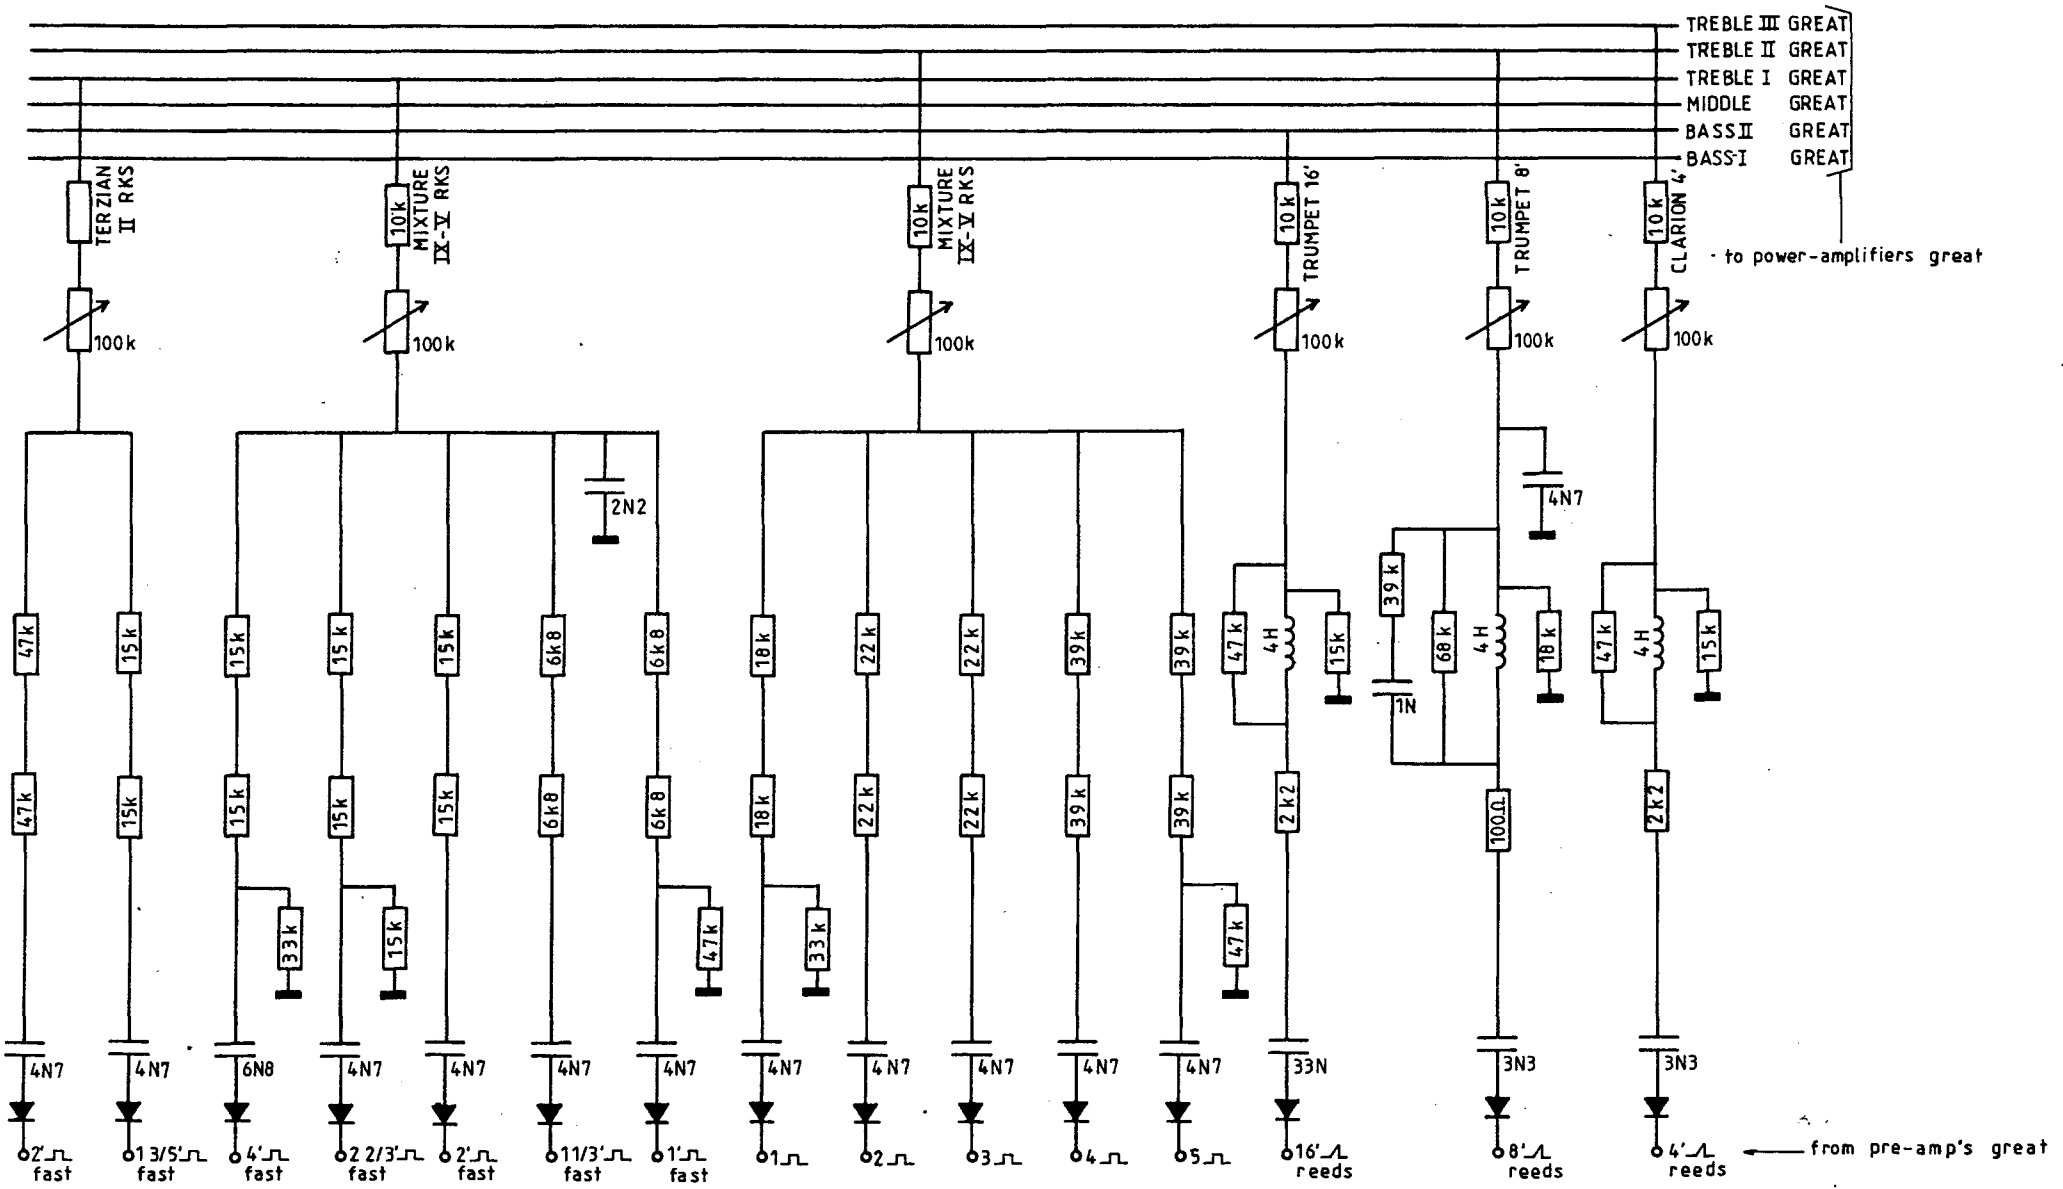 TREBLE III GREAT
TREBLE II GREAT
TREBLE I GREAT
MIDDLE GREAT
BASS II GREAT
BASS-I GREAT
to power-amplifiers great
TERZIAN
II RKS
10k
MIXTURE
IX-V RKS
10k
MIXTURE
IX-V RKS
10k
TRUMPET 16'
10k
TRUMPET 8'
10k
CLARION 4'
100k
100k
100k
100k
100k
100k
2N2
4N7
47k
15k
15k
15k
15k
6k8
6k8
18k
22k
22k
39k
39k
47k
4H
15k
39k
1N
68k
4H
18k
47k
4H
15k
47k
15k
15k
15k
15k
6k8
6k8
18k
22k
22k
39k
39k
2k2
100Ω
2k2
33k
15k
47k
33k
47k
4N7
4N7
6N8
4N7
4N7
4N7
4N7
4N7
4N7
4N7
4N7
4N7
33N
3N3
3N3
2'
fast
1 3/5'
fast
4'
fast
2 2/3'
fast
2'
fast
11/3'
fast
1'
fast
1
2
3
4
5
16'
reeds
8'
reeds
4'
reeds
from pre-amp's great